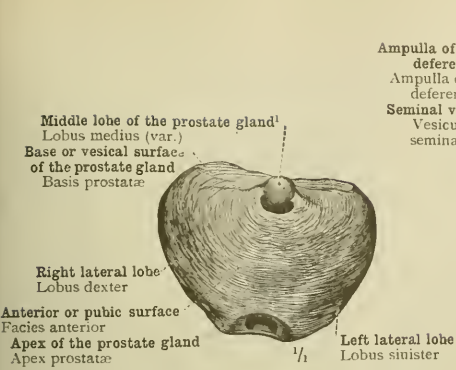 Ampulla of
defere
Ampulla
deferen
Seminal v
Vesicu
semina
Middle lobe of the prostate gland¹
Lobus medius (var.)
Base or vesical surface
of the prostate gland
Basis prostatæ
Right lateral lobe
Lobus dexter
Anterior or pubic surface
Facies anterior
Apex of the prostate gland
Apex prostatæ
1/1
Left lateral lobe
Lobus sinister